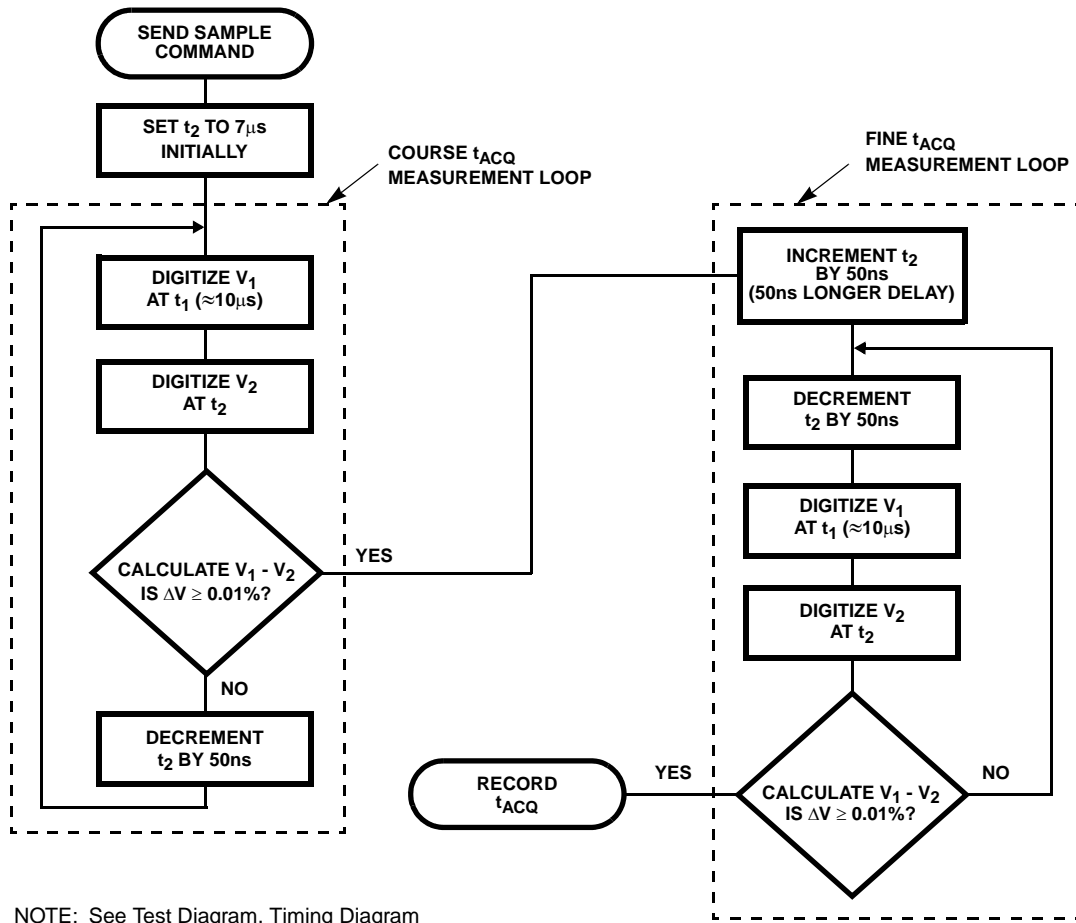 SEND SAMPLE
COMMAND
SET t2 TO 7μs
INITIALLY
COURSE tACQ
MEASUREMENT LOOP
DIGITIZE V1
AT t1 (≈10μs)
DIGITIZE V2
AT t2
CALCULATE V1 - V2
IS ΔV ≥ 0.01%?
YES
NO
DECREMENT
t2 BY 50ns
FINE tACQ
MEASUREMENT LOOP
INCREMENT t2
BY 50ns
(50ns LONGER DELAY)
DECREMENT
t2 BY 50ns
DIGITIZE V1
AT t1 (≈10μs)
DIGITIZE V2
AT t2
CALCULATE V1 - V2
IS ΔV ≥ 0.01%?
NO
YES
RECORD
tACQ
NOTE: See Test Diagram, Timing Diagram